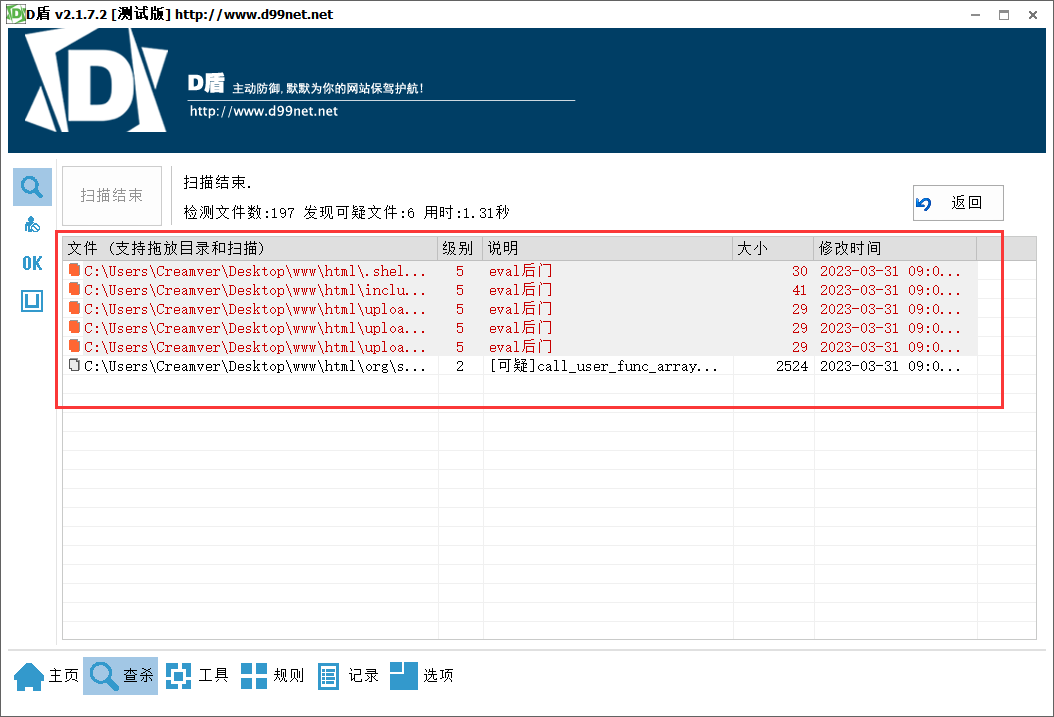 D盾 v2.1.7.2 [测试版] http://www.d99net.net
D盾 主动防御,默默为你的网站保驾护航!
http://www.d99net.net
扫描结束
扫描结束.
检测文件数:197 发现可疑文件:6 用时:1.31秒
返回
OK
文件 (支持拖放目录和扫描) 级别 说明 大小 修改时间
C:\Users\Creamver\Desktop\www\html\.shel... 5 eval后门 30 2023-03-31 09:0...
C:\Users\Creamver\Desktop\www\html\inclu... 5 eval后门 41 2023-03-31 09:0...
C:\Users\Creamver\Desktop\www\html\uploa... 5 eval后门 29 2023-03-31 09:0...
C:\Users\Creamver\Desktop\www\html\uploa... 5 eval后门 29 2023-03-31 09:0...
C:\Users\Creamver\Desktop\www\html\uploa... 5 eval后门 29 2023-03-31 09:0...
C:\Users\Creamver\Desktop\www\html\org\s... 2 [可疑]call_user_func_array... 2524 2023-03-31 09:0...
主页 查杀 工具 规则 记录 选项